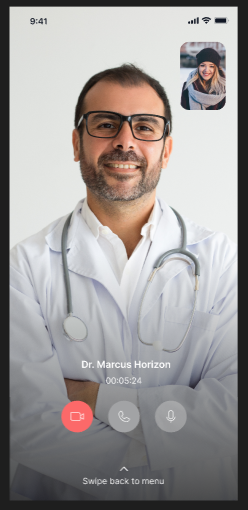 9:41
Dr. Marcus Horizon
00:05:24
Swipe back to menu